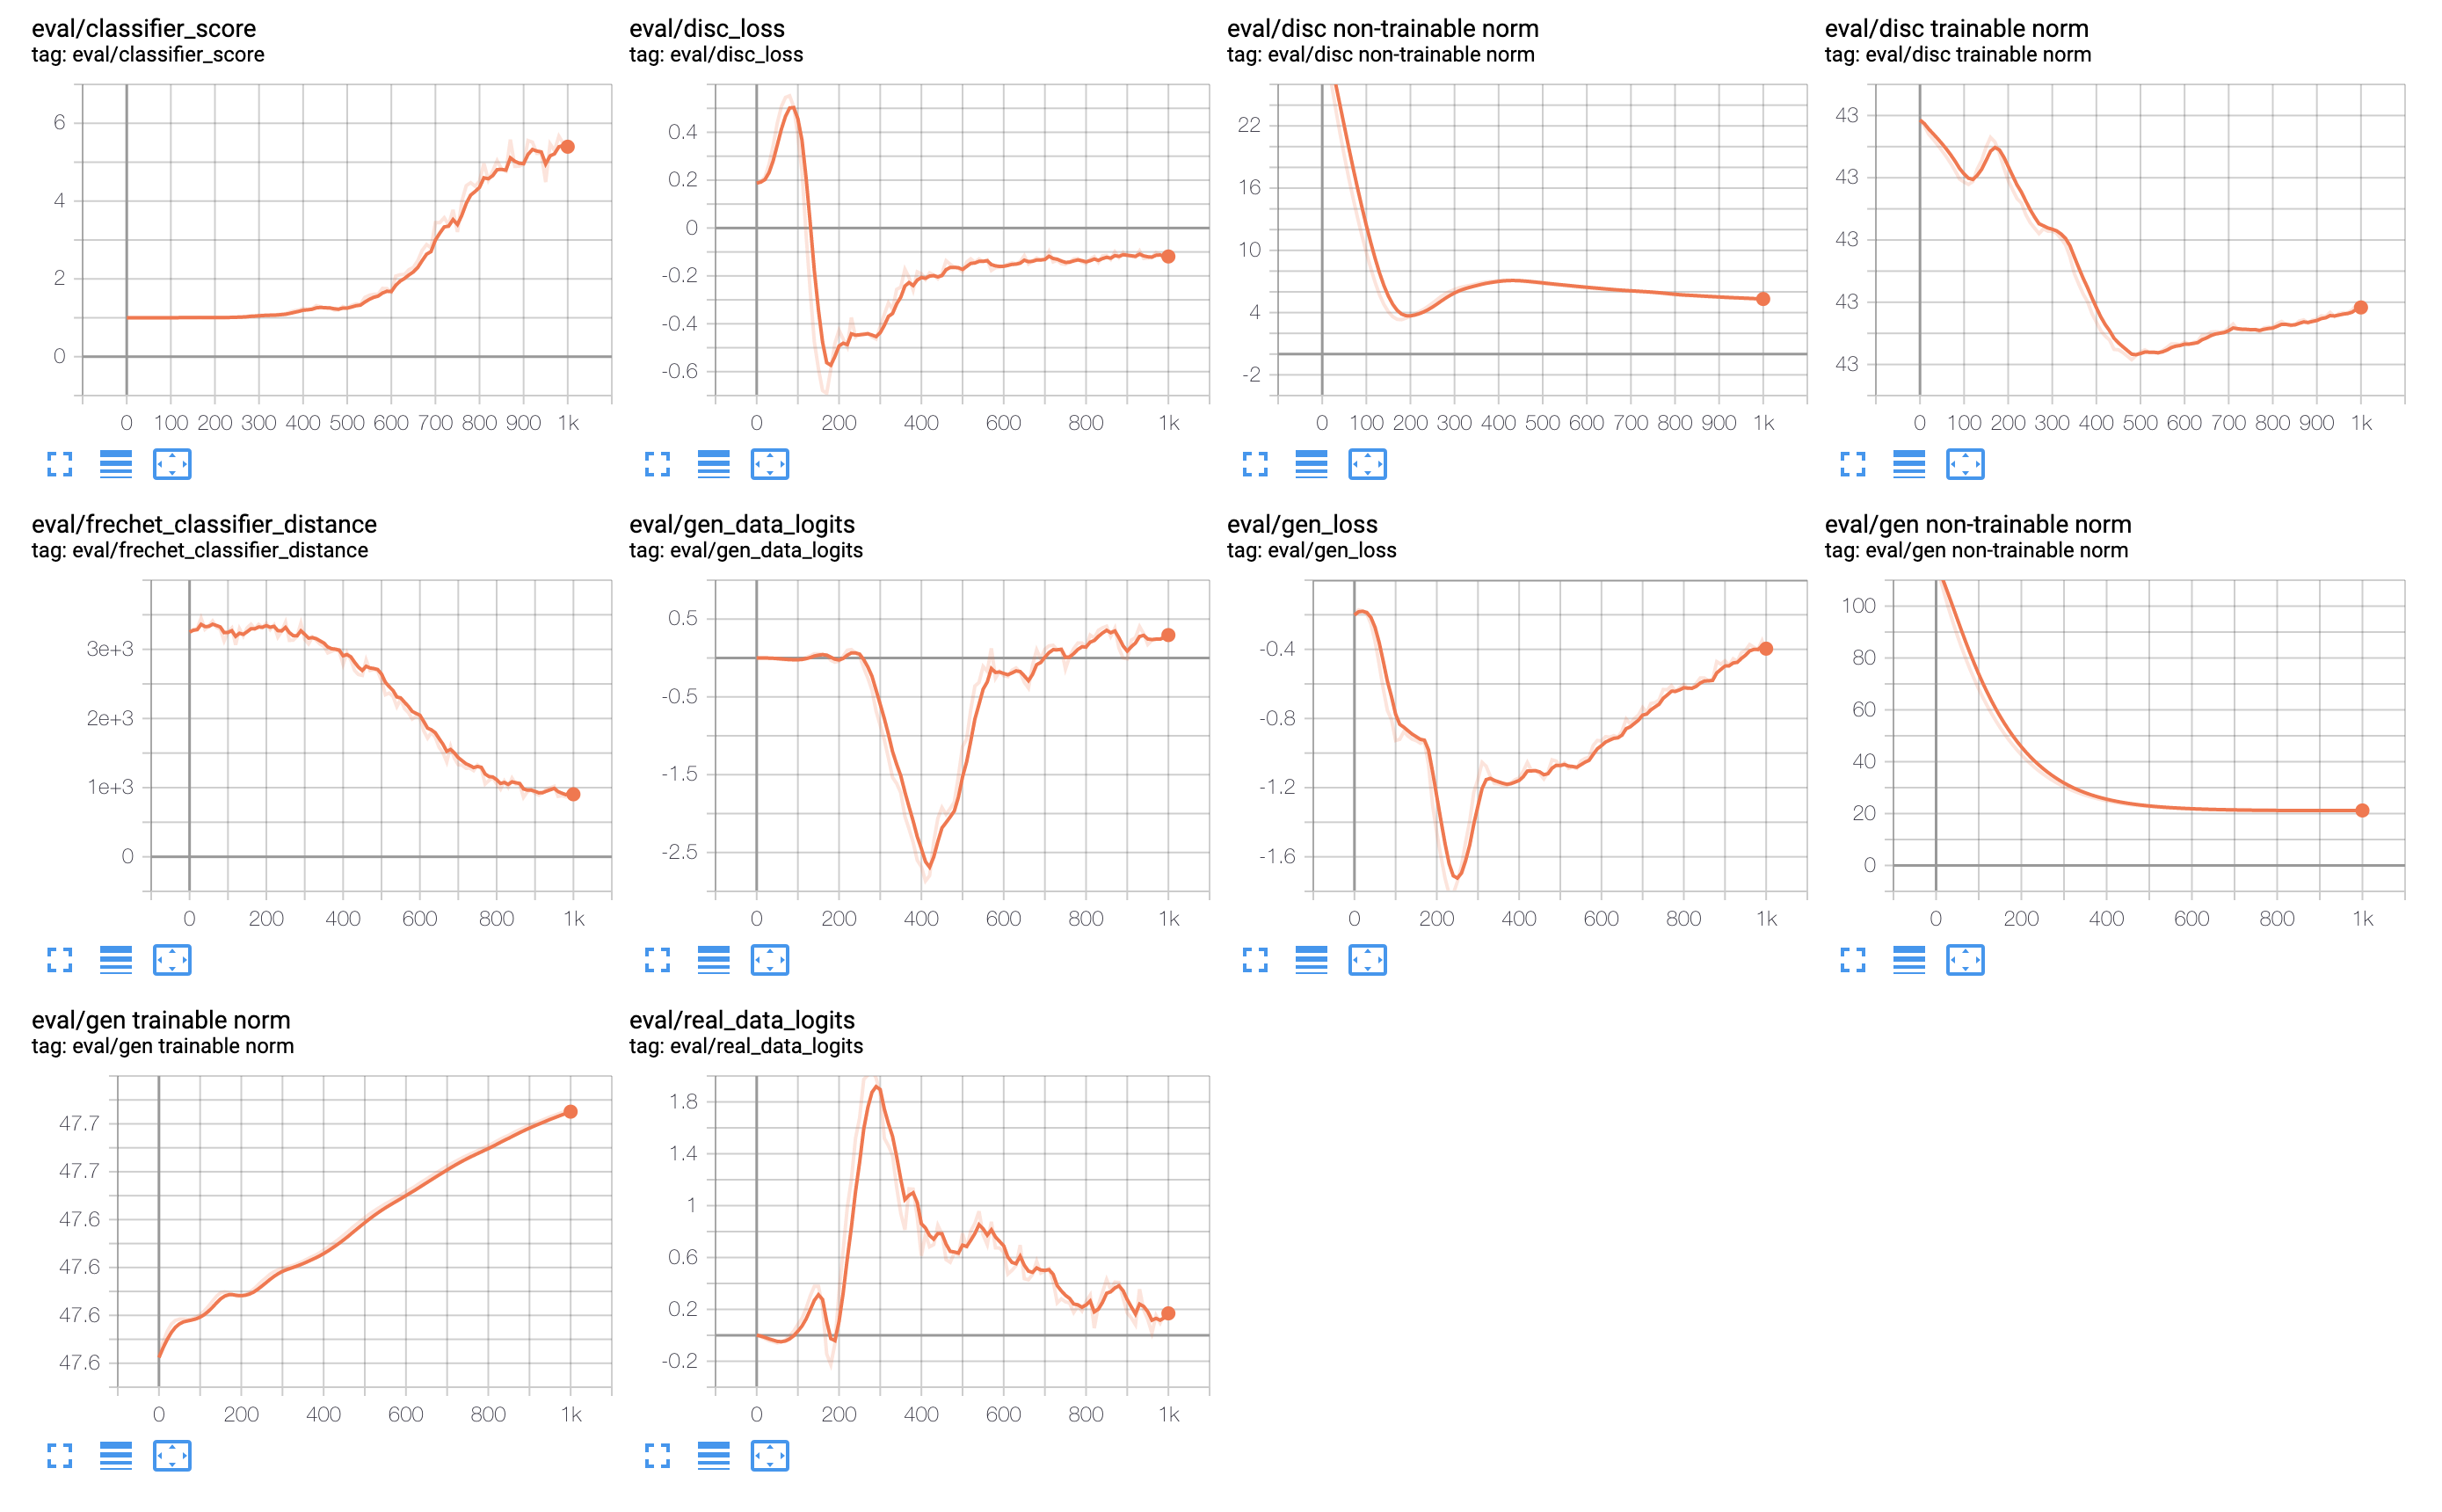 eval/classifier_score
tag: eval/classifier_score
6
4
2
0
0 100 200 300 400 500 600 700 800 900 1k
eval/disc_loss
tag: eval/disc_loss
0.4
0.2
0
-0.2
-0.4
-0.6
0 200 400 600 800 1k
eval/disc non-trainable norm
tag: eval/disc non-trainable norm
22
16
10
4
-2
0 100 200 300 400 500 600 700 800 900 1k
eval/disc trainable norm
tag: eval/disc trainable norm
43
43
43
43
43
0 100 200 300 400 500 600 700 800 900 1k
eval/frechet_classifier_distance
tag: eval/frechet_classifier_distance
3e+3
2e+3
1e+3
0
0 200 400 600 800 1k
eval/gen_data_logits
tag: eval/gen_data_logits
0.5
-0.5
-1.5
-2.5
0 200 400 600 800 1k
eval/gen_loss
tag: eval/gen_loss
-0.4
-0.8
-1.2
-1.6
0 200 400 600 800 1k
eval/gen non-trainable norm
tag: eval/gen non-trainable norm
100
80
60
40
20
0
0 200 400 600 800 1k
eval/gen trainable norm
tag: eval/gen trainable norm
47.7
47.7
47.6
47.6
47.6
47.6
0 200 400 600 800 1k
eval/real_data_logits
tag: eval/real_data_logits
1.8
1.4
1
0.6
0.2
-0.2
0 200 400 600 800 1k